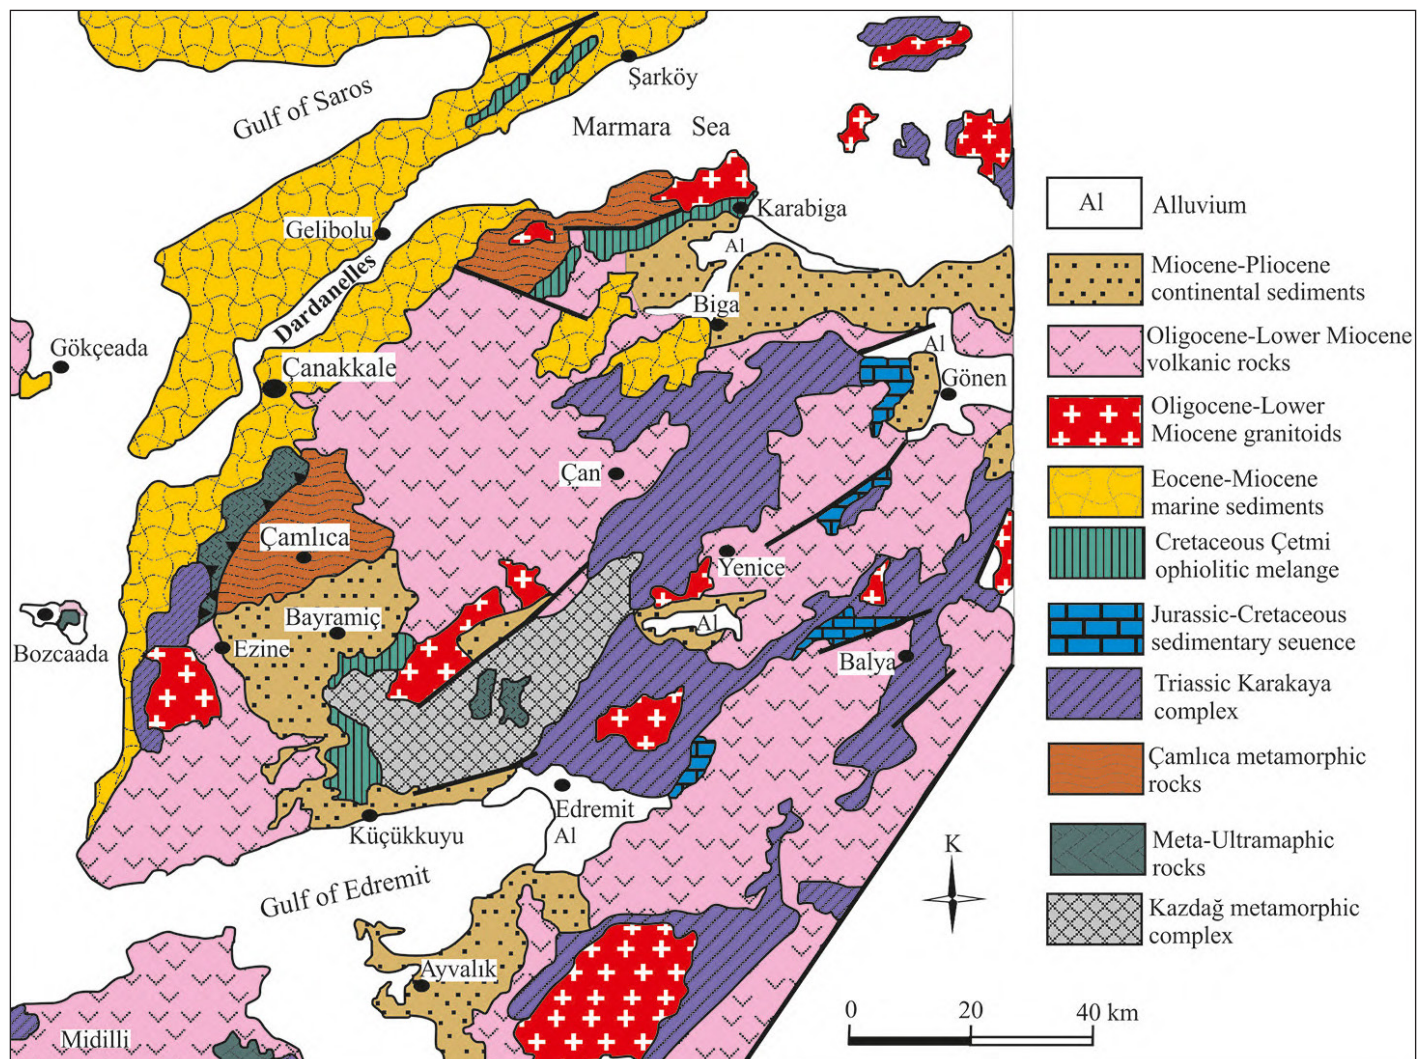 Şarköy
Gulf of Saros
Marmara Sea
Karabiga
Gelibolu
Al
Dardanelles
Biga
Gökçeada
Al
Çanakkale
Gönen
Çan
Çamlıca
Yenice
Bayramiç
Al
Bozcaada
Ezine
Balya
Edremit
Küçükkuyu
Al
Gulf of Edremit
Ayvalık
Midilli
K
0 20 40 km
Al Alluvium
Miocene-Pliocene
continental sediments
Oligocene-Lower Miocene
volkanic rocks
Oligocene-Lower
Miocene granitoids
Eocene-Miocene
marine sediments
Cretaceous Çetmi
ophiolitic melange
Jurassic-Cretaceous
sedimentary seuence
Triassic Karakaya
complex
Çamlıca metamorphic
rocks
Meta-Ultramaphic
rocks
Kazdağ metamorphic
complex